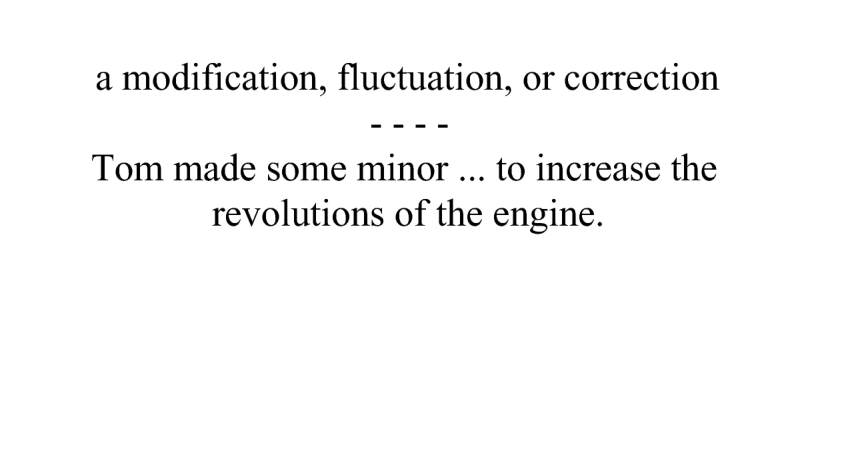 a modification, fluctuation, or correction
- - - -
Tom made some minor ... to increase the
revolutions of the engine.